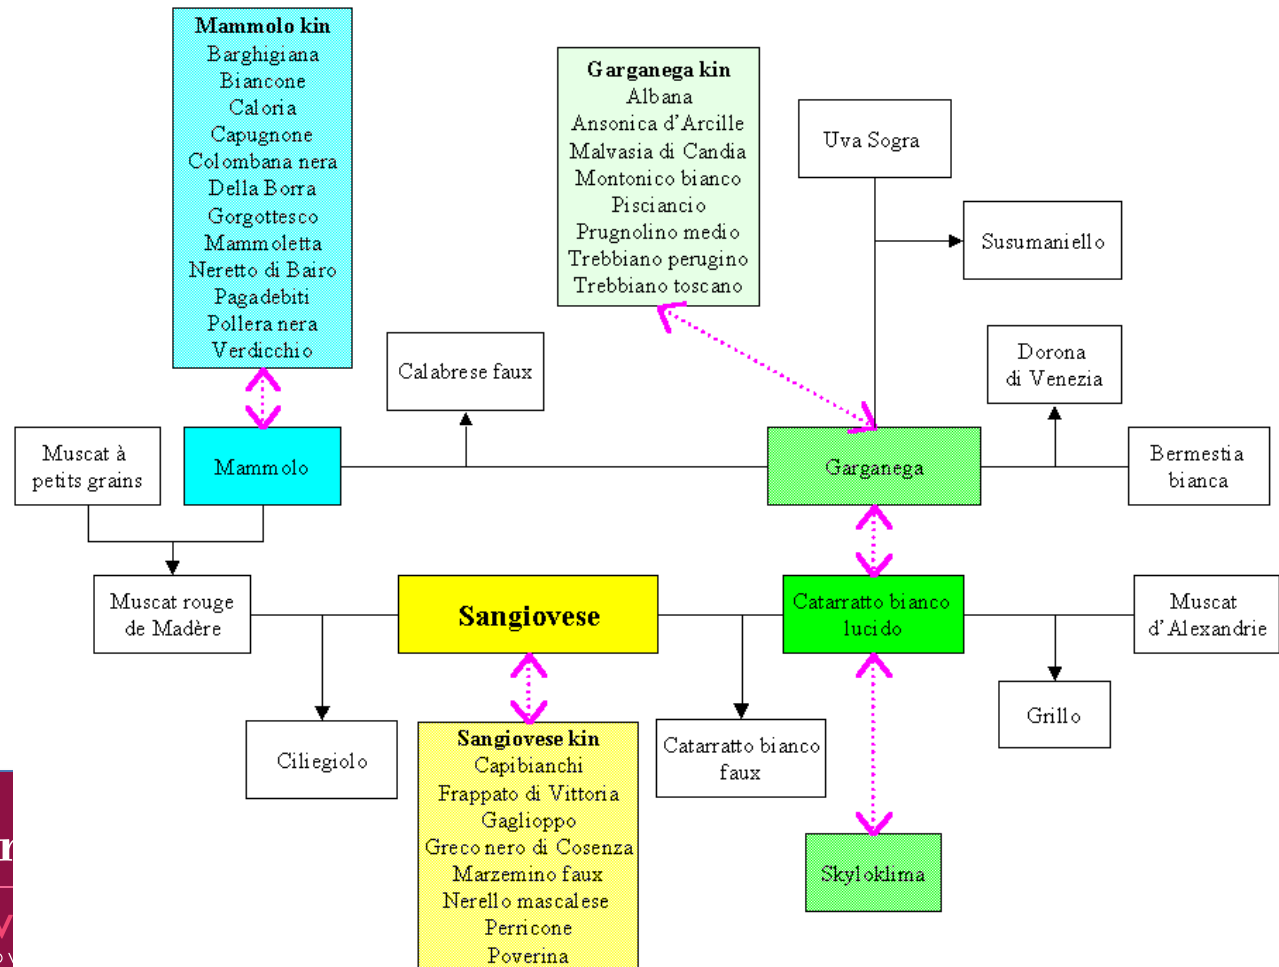 Mammolo kin
Barghigiana
Biancone
Caloria
Capugnone
Colombana nera
Della Borra
Gorgottesco
Mammoletta
Neretto di Bairo
Pagadebiti
Pollera nera
Verdicchio
Garganega kin
Albana
Ansonica d'Arcille
Malvasia di Candia
Montonico bianco
Pisciancio
Prugnolino medio
Trebbiano perugino
Trebbiano toscano
Uva Sogra
Susumaniello
Calabrese faux
Dorona
di Venezia
Muscat à
petits grains
Mammolo
Garganega
Bermestia
bianca
Muscat rouge
de Madère
Sangiovese
Catarratto bianco
lucido
Muscat
d'Alexandrie
Ciliegiolo
Sangiovese kin
Capibianchi
Frappato di Vittoria
Gaglioppo
Greco nero di Cosenza
Marzemino faux
Nerello mascalese
Perricone
Poverina
Catarratto bianco
faux
Grillo
Skyloklima